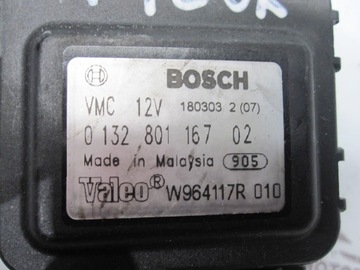 BOSCH
VMC 12V 180303 2 (07)
0 132 801 167 02
Made in Malaysia 905
Valeo® W964117R 010